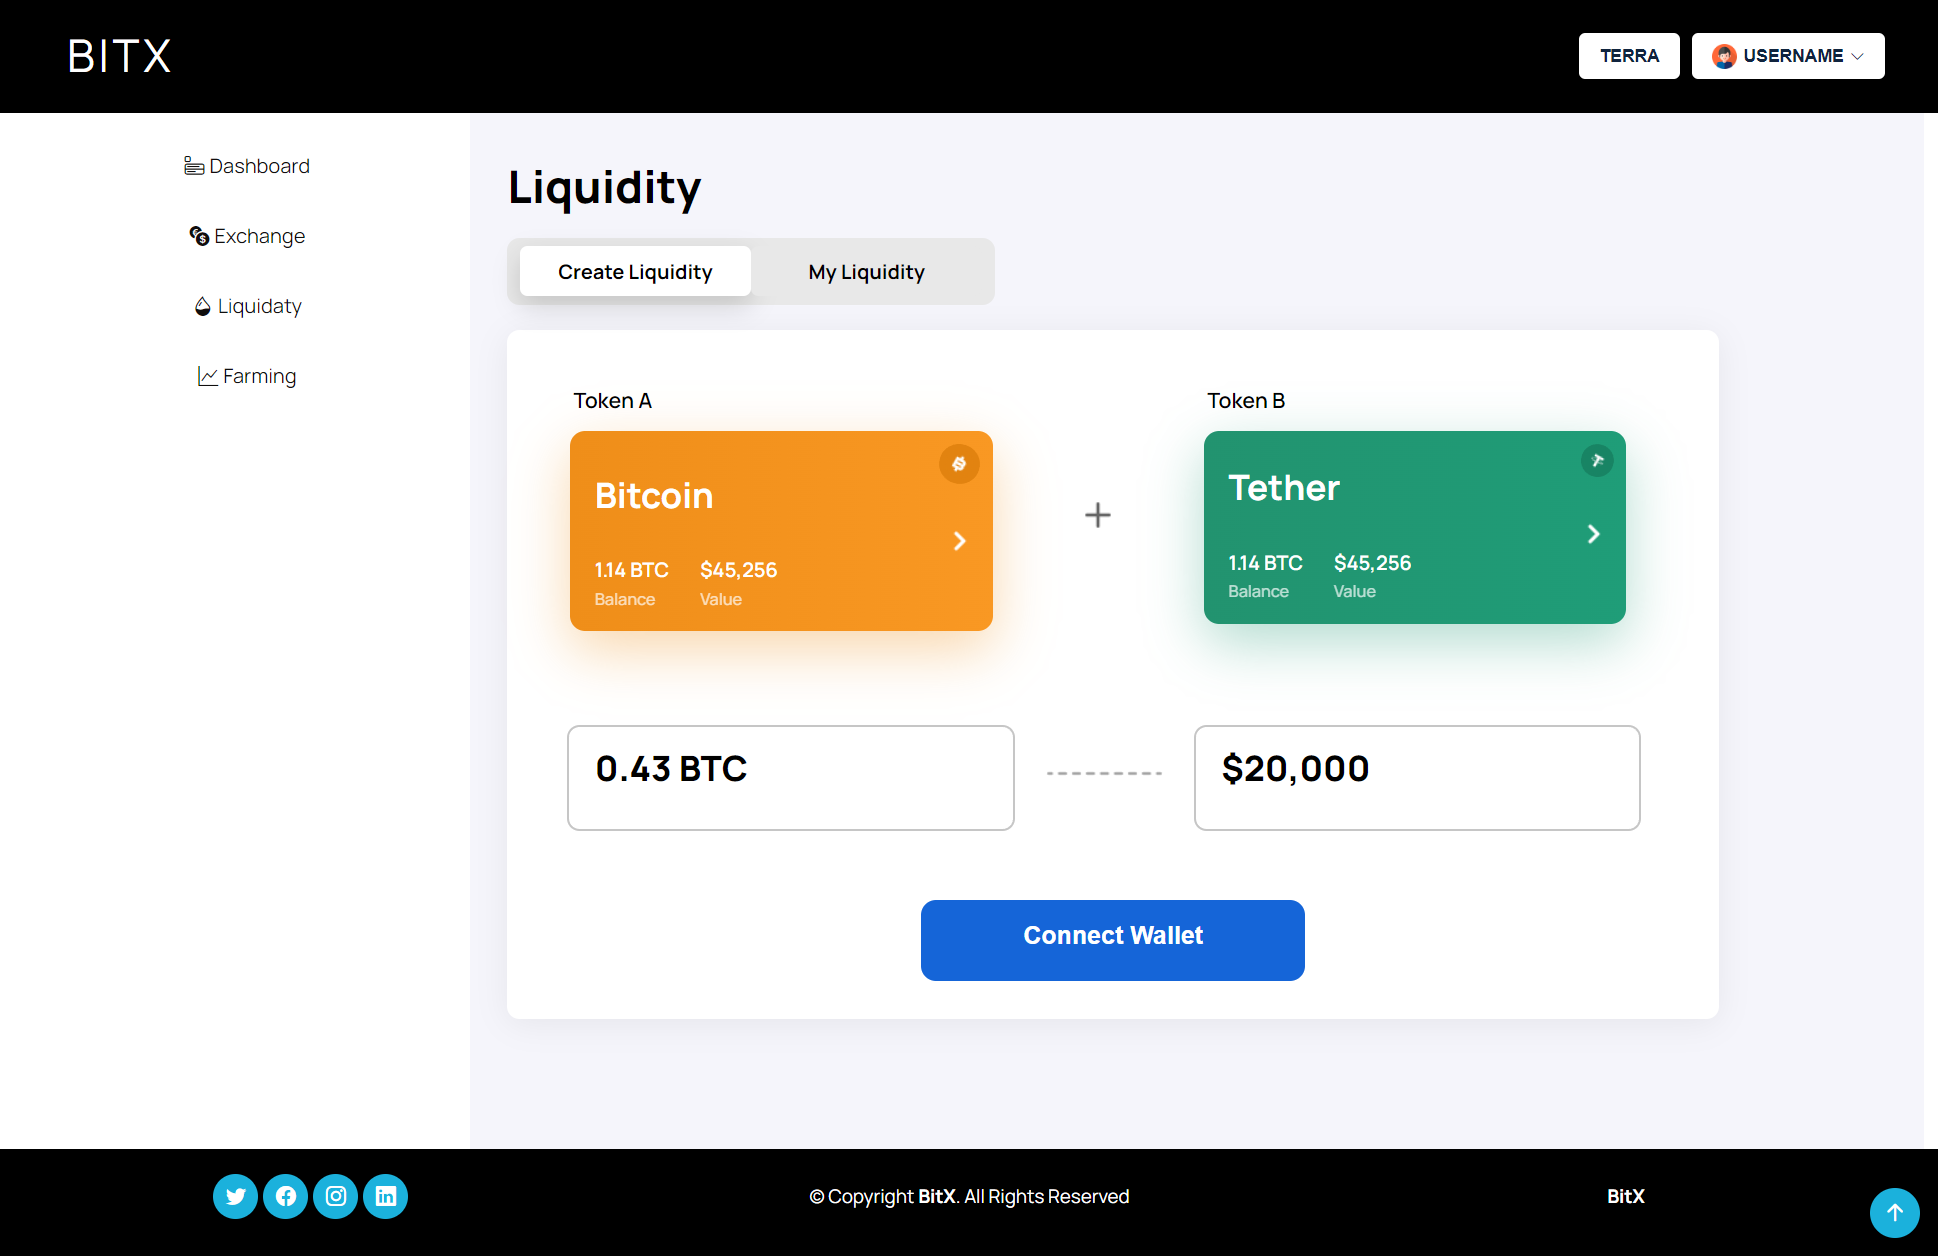 BITX
TERRA
USERNAME
Dashboard
Exchange
Liquidaty
Farming
Liquidity
Create Liquidity
My Liquidity
Token A
Token B
Bitcoin
1.14 BTC
$45,256
Balance
Value
Tether
1.14 BTC
$45,256
Balance
Value
0.43 BTC
$20,000
Connect Wallet
© Copyright BitX. All Rights Reserved
BitX